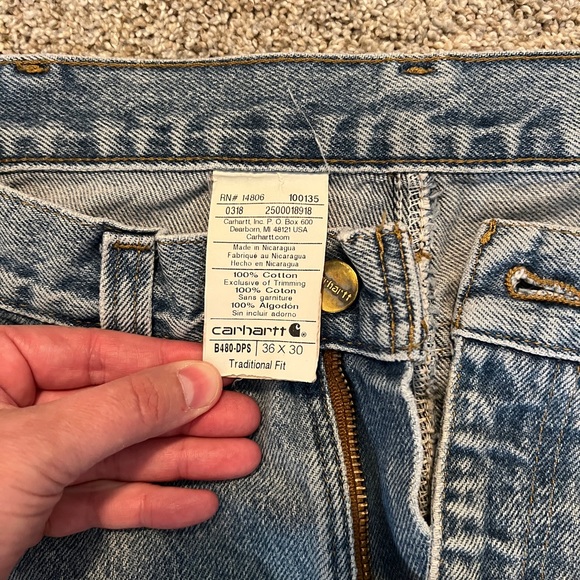 RN# 14806 100135
0318 2500018918
Carhartt, Inc. P. O. Box 600
Dearborn, MI 48121 USA
Carhartt.com
Made in Nicaragua
Fabriqué au Nicaragua
Hecho en Nicaragua
100% Cotton
Exclusive of Trimming
100% Coton
Sans garniture
100% Algodón
Sin incluir adorno
carhartt
B480-DPS 36 X 30
Traditional Fit
carhartt